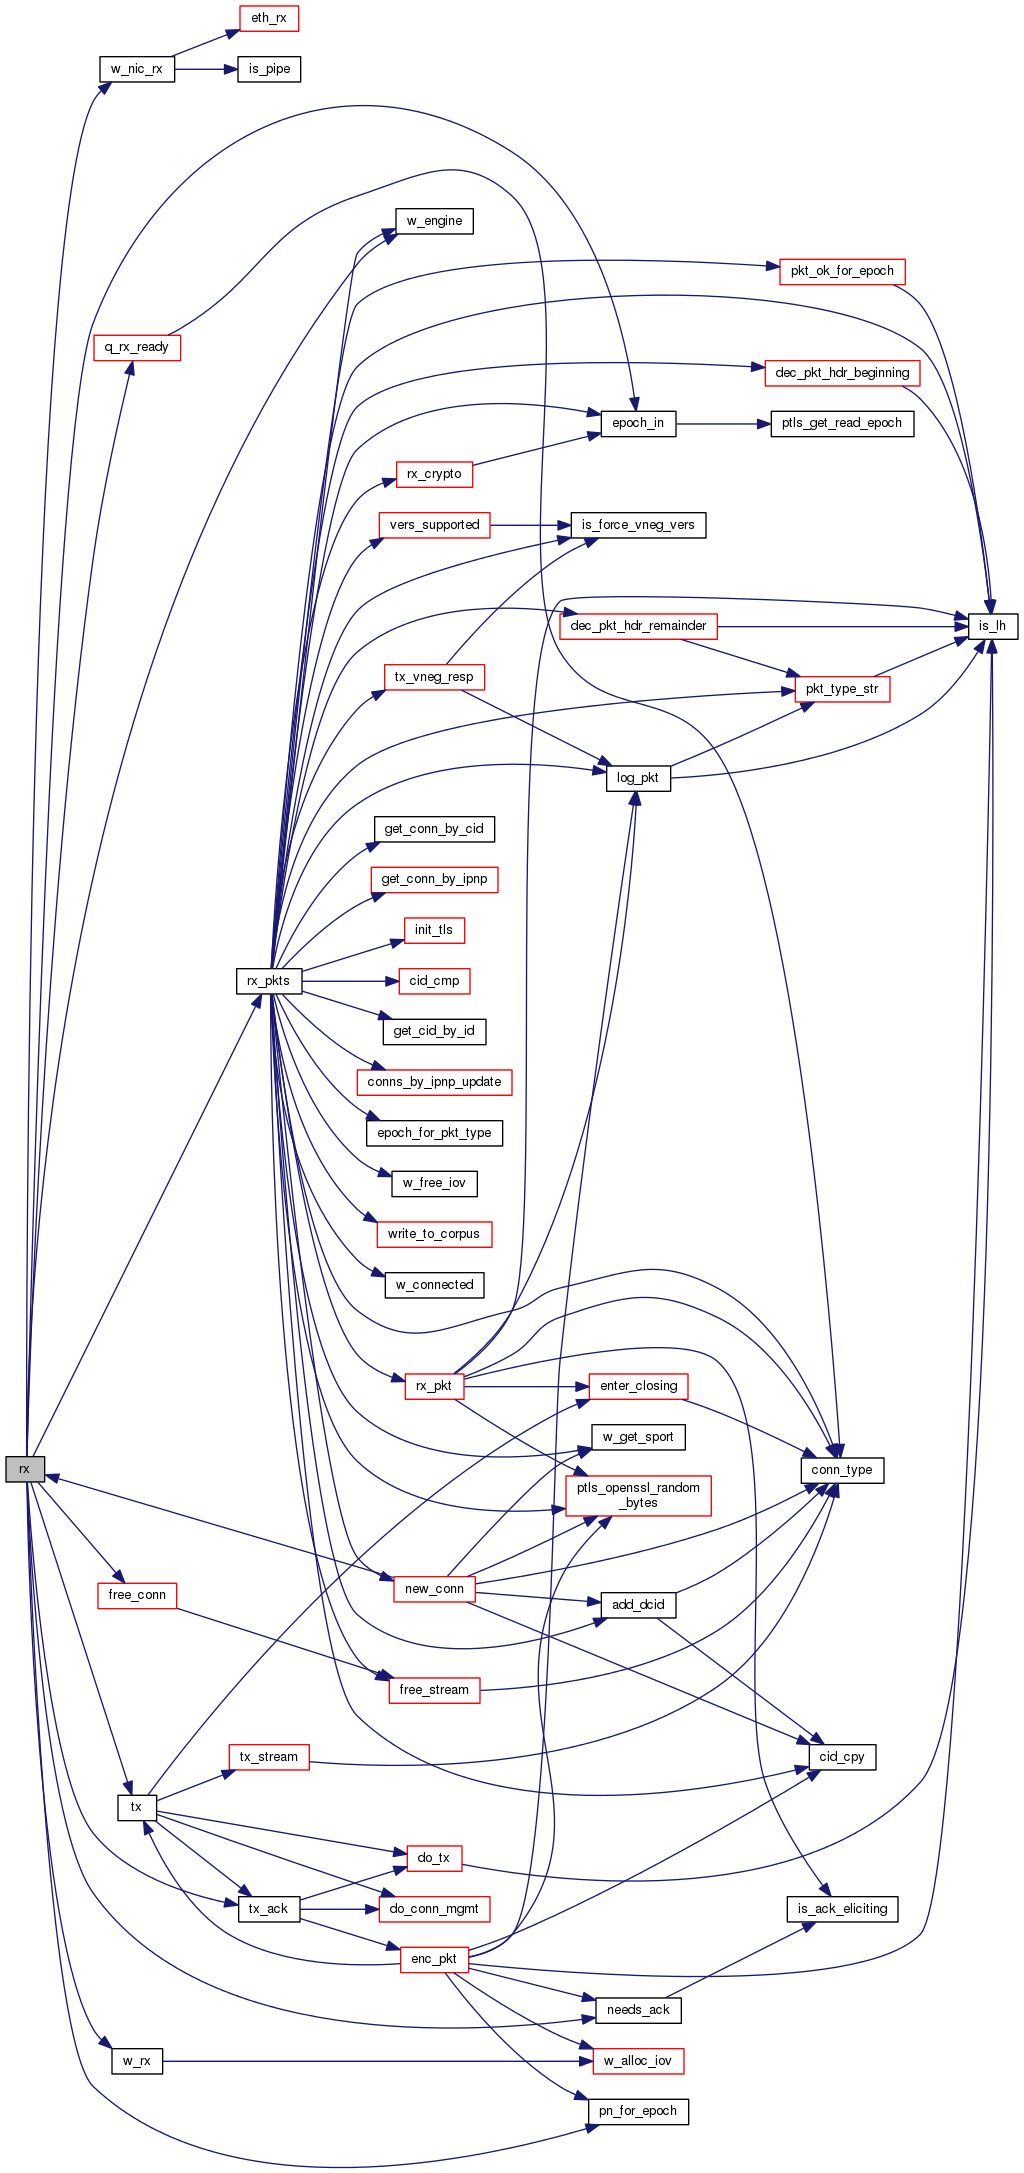 eth_rx
w_nic_rx
is_pipe
w_engine
pkt_ok_for_epoch
q_rx_ready
dec_pkt_hdr_beginning
epoch_in
ptls_get_read_epoch
rx_crypto
vers_supported
is_force_vneg_vers
dec_pkt_hdr_remainder
is_lh
tx_vneg_resp
pkt_type_str
log_pkt
get_conn_by_cid
get_conn_by_ipnp
init_tls
rx_pkts
cid_cmp
get_cid_by_id
conns_by_ipnp_update
epoch_for_pkt_type
w_free_iov
write_to_corpus
w_connected
rx_pkt
enter_closing
w_get_sport
rx
conn_type
ptls_openssl_random
_bytes
free_conn
new_conn
add_dcid
free_stream
tx_stream
cid_cpy
tx
do_tx
tx_ack
do_conn_mgmt
is_ack_eliciting
enc_pkt
needs_ack
w_rx
w_alloc_iov
pn_for_epoch